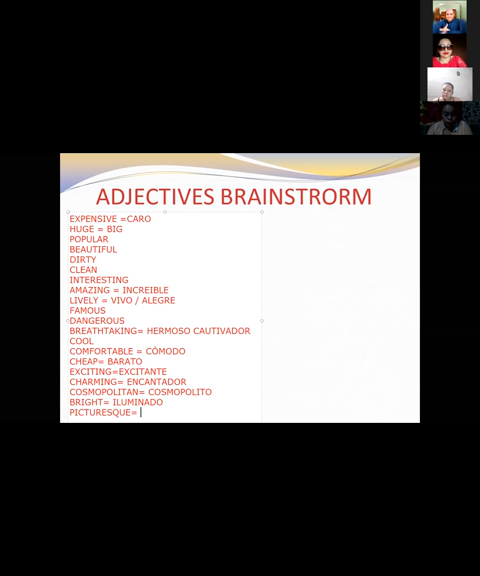 ADJECTIVES BRAINSTRORM
EXPENSIVE =CARO
HUGE = BIG
POPULAR
BEAUTIFUL
DIRTY
CLEAN
INTERESTING
AMAZING = INCREIBLE
LIVELY = VIVO / ALEGRE
FAMOUS
DANGEROUS
BREATHTAKING= HERMOSO CAUTIVADOR
COOL
COMFORTABLE = CÓMODO
CHEAP= BARATO
EXCITING=EXCITANTE
CHARMING= ENCANTADOR
COSMOPOLITAN= COSMOPOLITO
BRIGHT= ILUMINADO
PICTURESQUE=